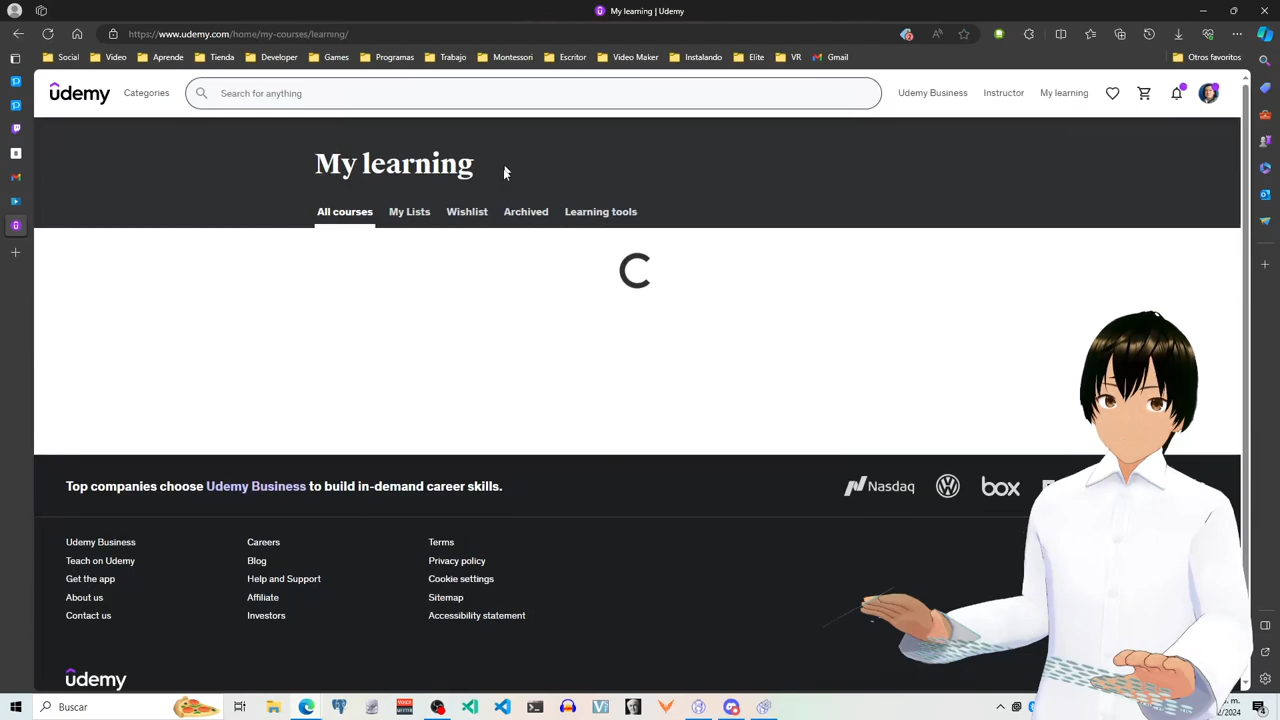 My learning | Udemy
https://www.udemy.com/home/my-courses/learning/
Social Video Aprende Tienda Developer Games Programas Trabajo Montessori Escritor Video Maker Instalando Elite VR Gmail Otros favoritos
udemy Categories Search for anything Udemy Business Instructor My learning
My learning
All courses My Lists Wishlist Archived Learning tools
Top companies choose Udemy Business to build in-demand career skills.
Nasdaq box
Udemy Business Careers Terms
Teach on Udemy Blog Privacy policy
Get the app Help and Support Cookie settings
About us Affiliate Sitemap
Contact us Investors Accessibility statement
udemy
Buscar